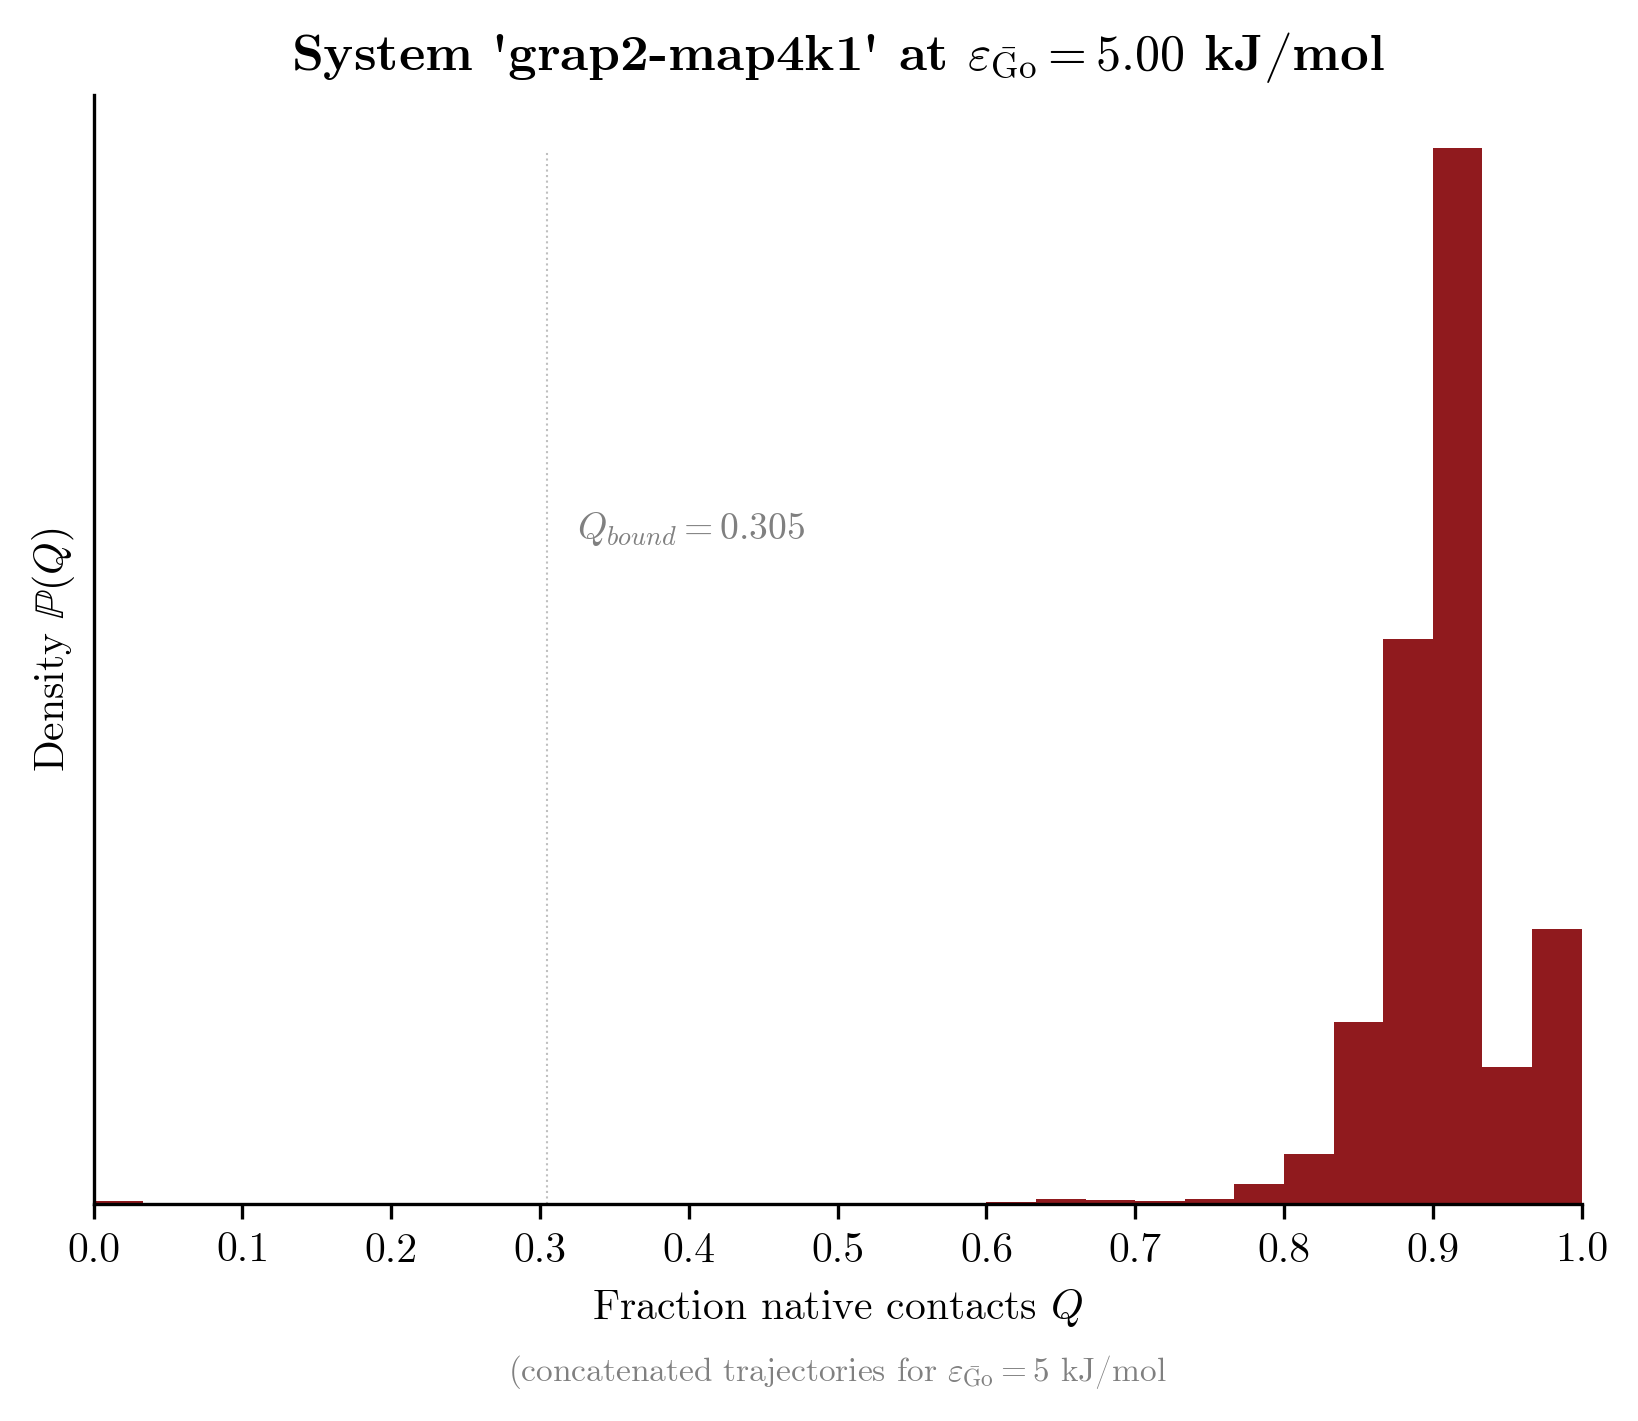 System 'grap2-map4k1' at ε_Ḡo = 5.00 kJ/mol
Density ℙ(Q)
Q_bound = 0.305
0.0 0.1 0.2 0.3 0.4 0.5 0.6 0.7 0.8 0.9 1.0
Fraction native contacts Q
(concatenated trajectories for ε_Ḡo = 5 kJ/mol